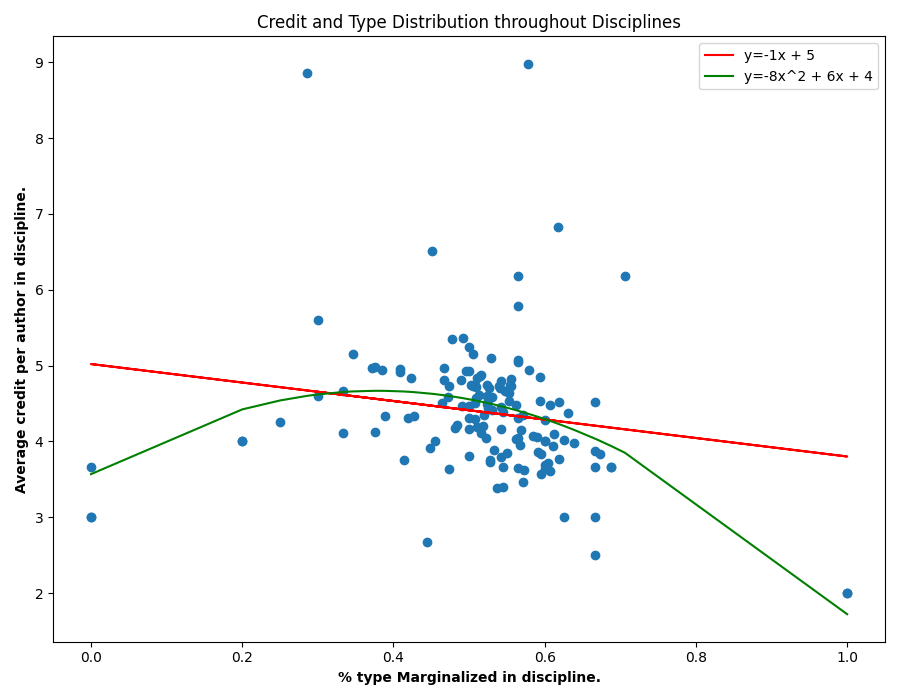 Credit and Type Distribution throughout Disciplines
y=-1x + 5
y=-8x^2 + 6x + 4
Average credit per author in discipline.
9
8
7
6
5
4
3
2
0.0 0.2 0.4 0.6 0.8 1.0
% type Marginalized in discipline.